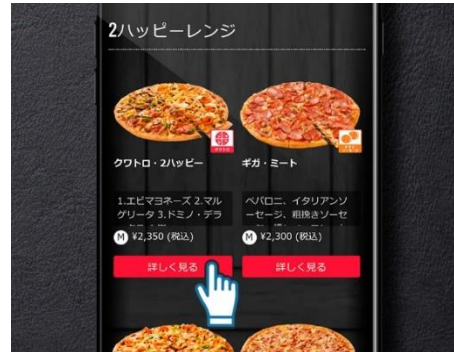 2ハッピーレンジ
クワトロ・2ハッピー
ギガ・ミート
1.エビマヨネーズ 2.マル
ゲリータ 3.ドミノ・デラ
ペパロニ、イタリアンソ
ーセージ、粗挽きソーセ
M ¥2,350 (税込)
M ¥2,300 (税込)
詳しく見る
詳しく見る